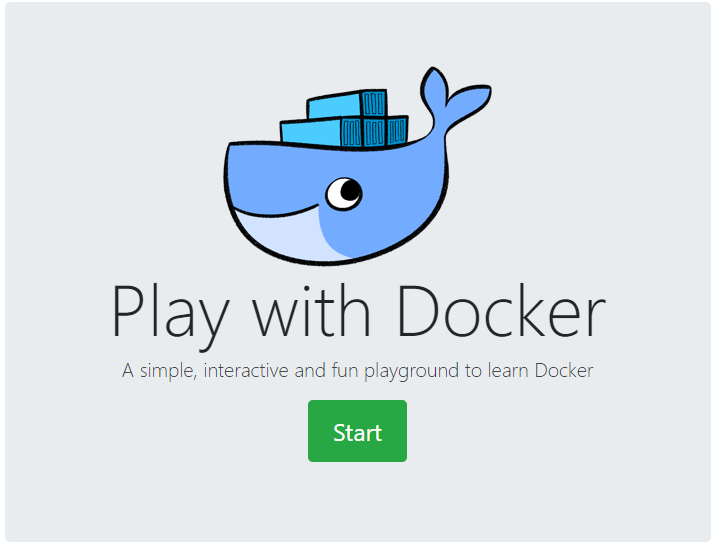 Play with Docker
A simple, interactive and fun playground to learn Docker
Start